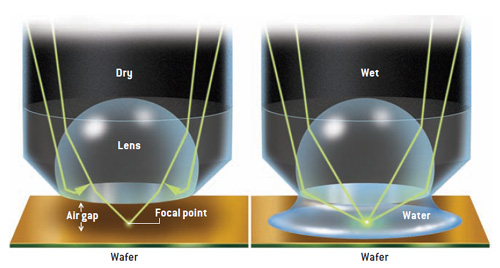 Dry
Wet
Lens
Air gap
Focal point
Water
Wafer
Wafer